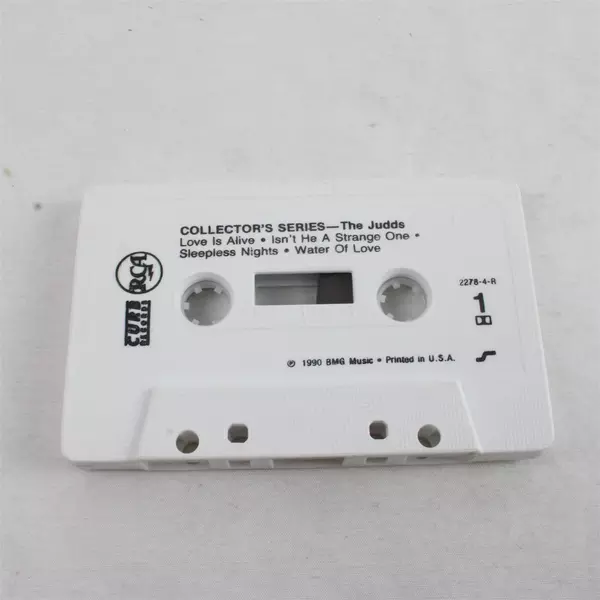 COLLECTOR'S SERIES—The Judds
Love Is Alive • Isn't He A Strange One •
Sleepless Nights • Water Of Love
RCA
CURB
RECORDS
2278-4-R
1
℗ 1990 BMG Music • Printed in U.S.A.